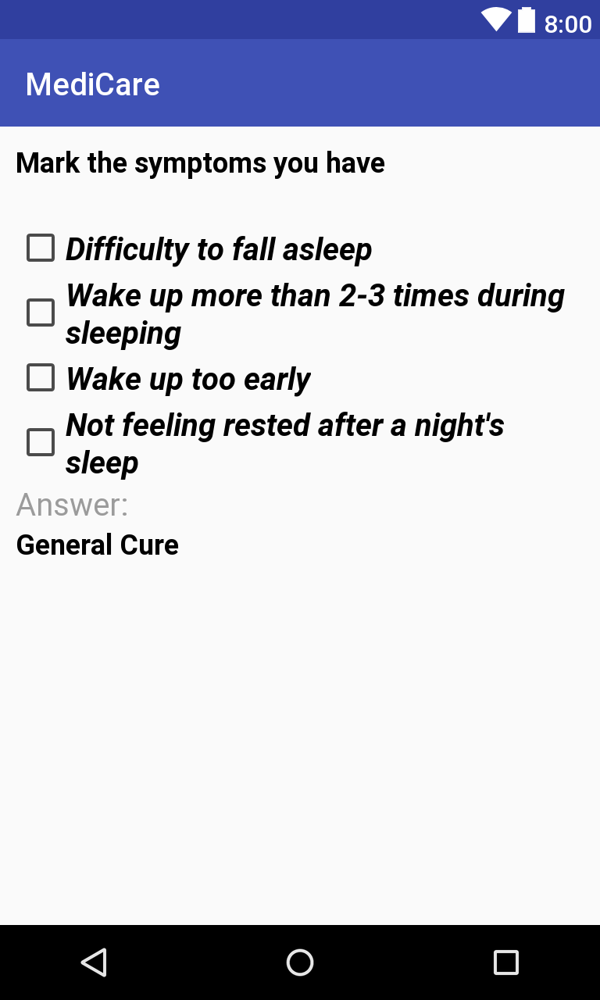 8:00
MediCare
Mark the symptoms you have
Difficulty to fall asleep
Wake up more than 2-3 times during
sleeping
Wake up too early
Not feeling rested after a night's
sleep
Answer:
General Cure